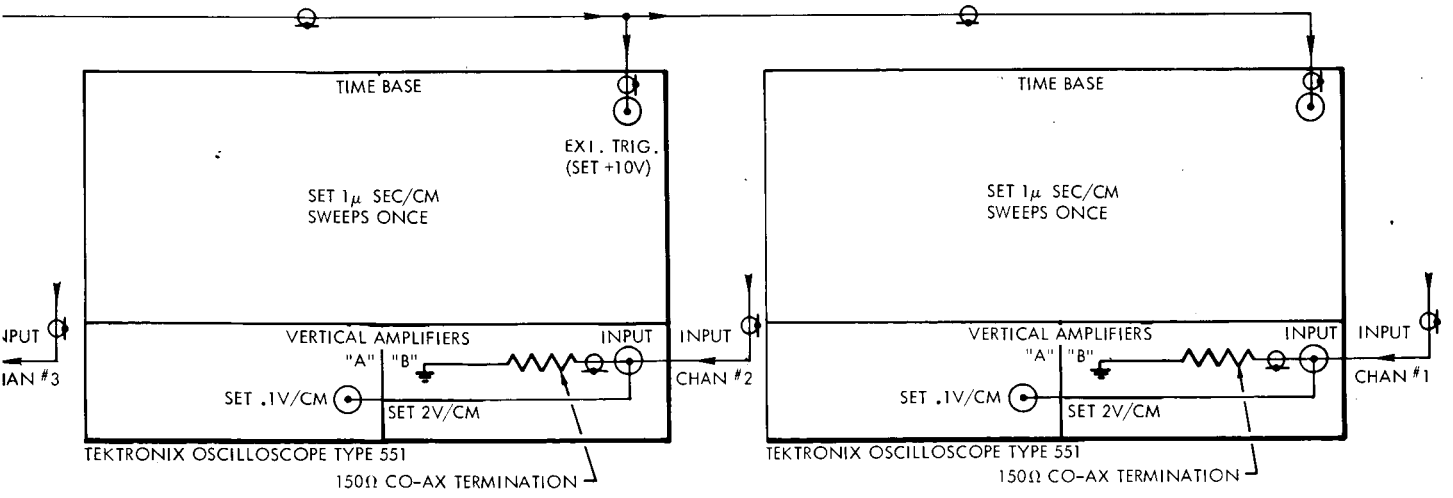 TIME BASE
EXI. TRIG.
(SET +10V)
SET 1μ SEC/CM
SWEEPS ONCE
NPUT
IAN #3
VERTICAL AMPLIFIERS
"A" "B"
INPUT
SET .1V/CM
SET 2V/CM
TEKTRONIX OSCILLOSCOPE TYPE 551
150Ω CO-AX TERMINATION
INPUT
CHAN #2
TIME BASE
SET 1μ SEC/CM
SWEEPS ONCE
VERTICAL AMPLIFIERS
"A" "B"
INPUT
SET .1V/CM
SET 2V/CM
TEKTRONIX OSCILLOSCOPE TYPE 551
150Ω CO-AX TERMINATION
INPUT
CHAN #1